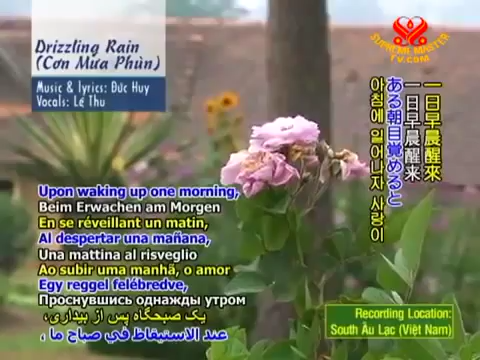 Drizzling Rain
(Cơn Mưa Phùn)
Music & lyrics: Đức Huy
Vocals: Lệ Thu
SUPREME MASTER
TV.COM
一日早晨醒來
一日早晨醒来
ある朝目覚めると
아침에 일어나자 사랑이
Upon waking up one morning,
Beim Erwachen am Morgen
En se réveillant un matin,
Al despertar una mañana,
Una mattina al risveglio
Ao subir uma manhã, o amor
Egy reggel felébredve,
Проснувшись однажды утром
یک صبحگاه پس از بیداری،
عند الاستيقاظ في صباح ما ،
Recording Location:
South Âu Lạc (Việt Nam)